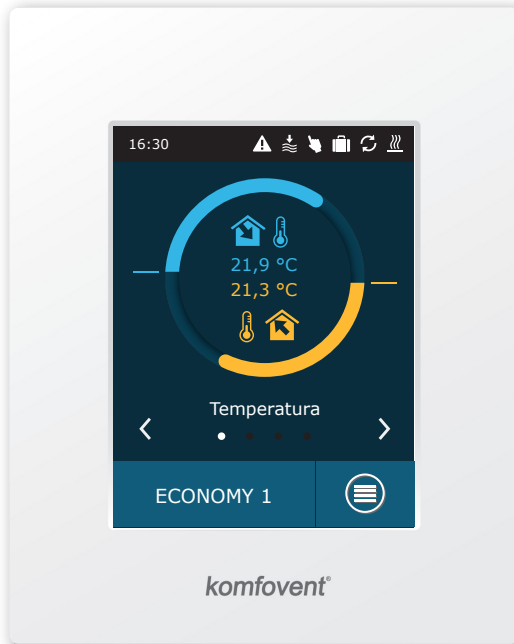 16:30
21,9 °C
21,3 °C
Temperatura
ECONOMY 1
komfovent®